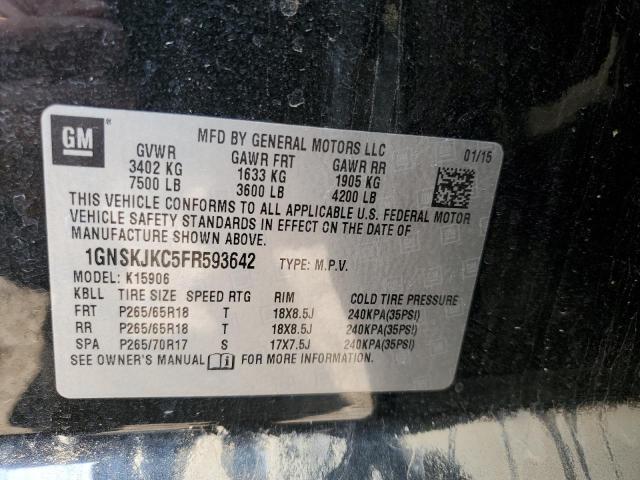 GM ®
MFD BY GENERAL MOTORS LLC 01/15
GVWR GAWR FRT GAWR RR
3402 KG 1633 KG 1905 KG
7500 LB 3600 LB 4200 LB
THIS VEHICLE CONFORMS TO ALL APPLICABLE U.S. FEDERAL MOTOR
VEHICLE SAFETY STANDARDS IN EFFECT ON THE DATE OF
MANUFACTURE SHOWN ABOVE.
1GNSKJKC5FR593642 TYPE: M.P.V.
MODEL: K15906
KBLL TIRE SIZE SPEED RTG RIM COLD TIRE PRESSURE
FRT P265/65R18 T 18X8.5J 240KPA(35PSI)
RR P265/65R18 T 18X8.5J 240KPA(35PSI)
SPA P265/70R17 S 17X7.5J 240KPA(35PSI)
SEE OWNER'S MANUAL FOR MORE INFORMATION.